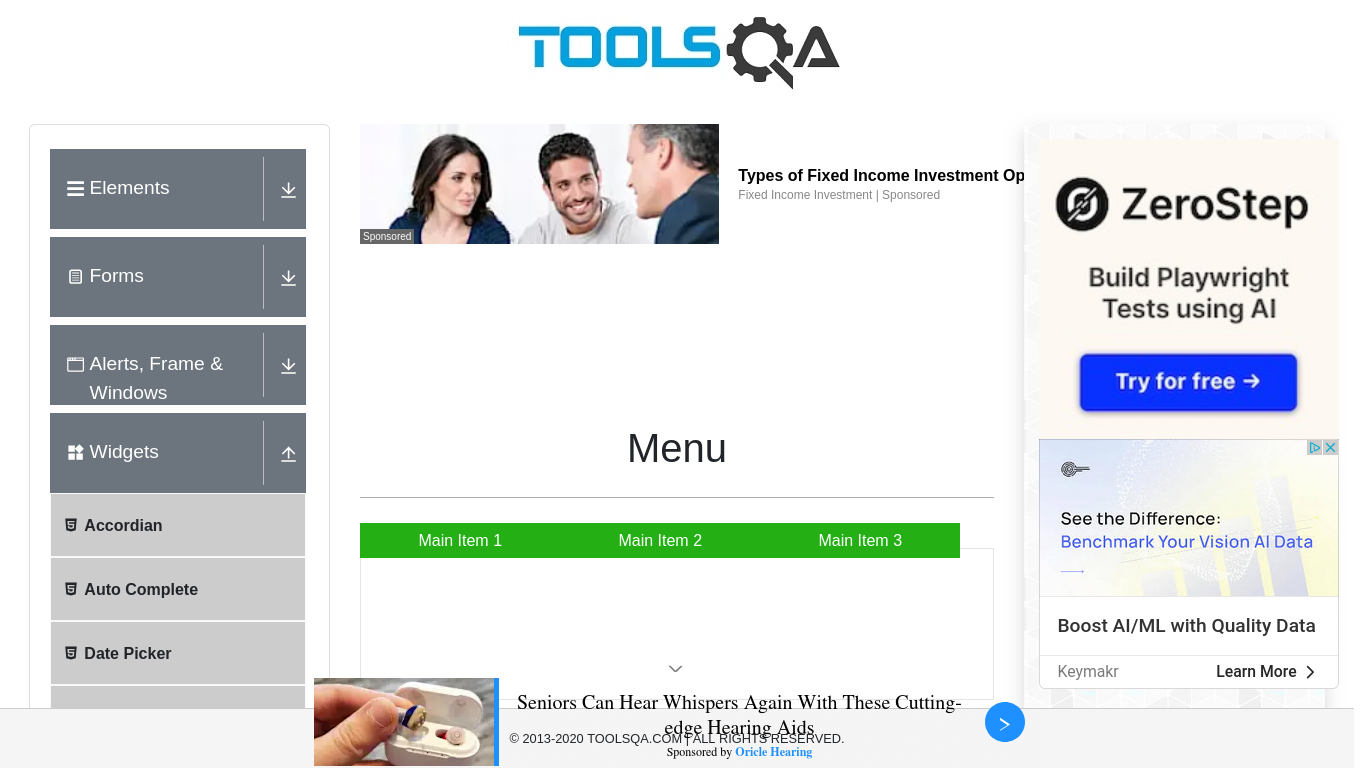 TOOLSQA
Elements
Forms
Alerts, Frame &
Windows
Widgets
Accordian
Auto Complete
Date Picker
Sponsored
Types of Fixed Income Investment Op
Fixed Income Investment | Sponsored
Menu
Main Item 1
Main Item 2
Main Item 3
ZeroStep
Build Playwright
Tests using AI
Try for free →
See the Difference:
Benchmark Your Vision AI Data
Boost AI/ML with Quality Data
Keymakr
Learn More
Seniors Can Hear Whispers Again With These Cutting-
edge Hearing Aids
© 2013-2020 TOOLSQA.COM | ALL RIGHTS RESERVED.
Sponsored by Oricle Hearing